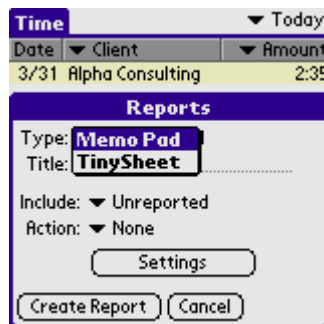 Time Today
Date Client Amount
3/31 Alpha Consulting 2:35
Reports
Type: Memo Pad
Title: TinySheet
Include: Unreported
Action: None
Settings
Create Report Cancel